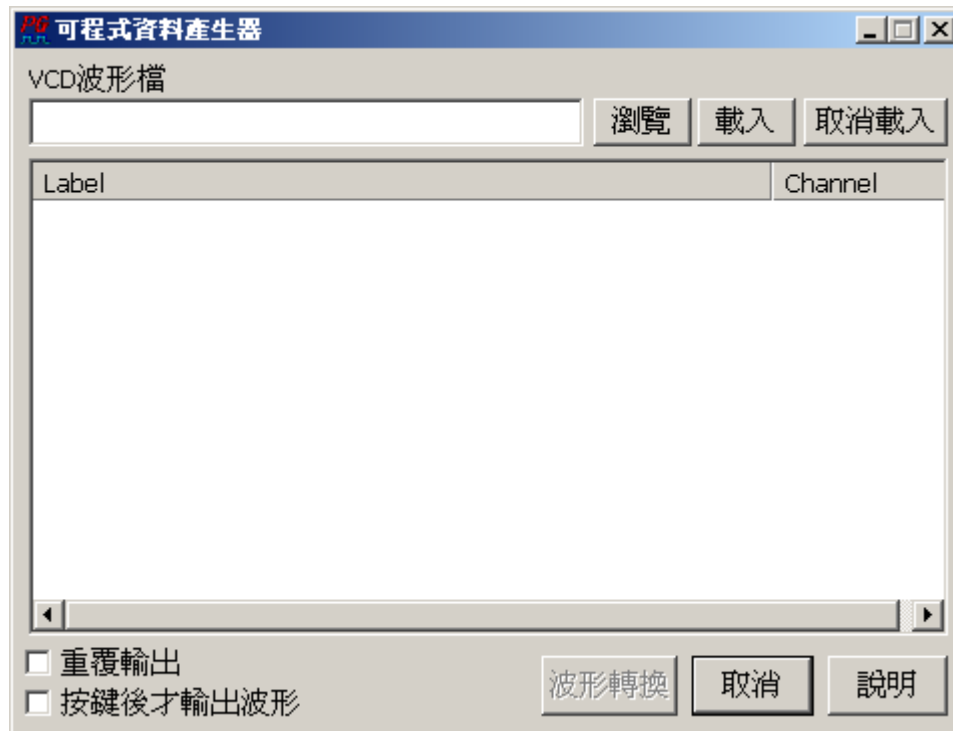 PG 可程式資料產生器
VCD波形檔
瀏覽 載入 取消載入
Label Channel
重覆輸出
按鍵後才輸出波形
波形轉換 取消 說明